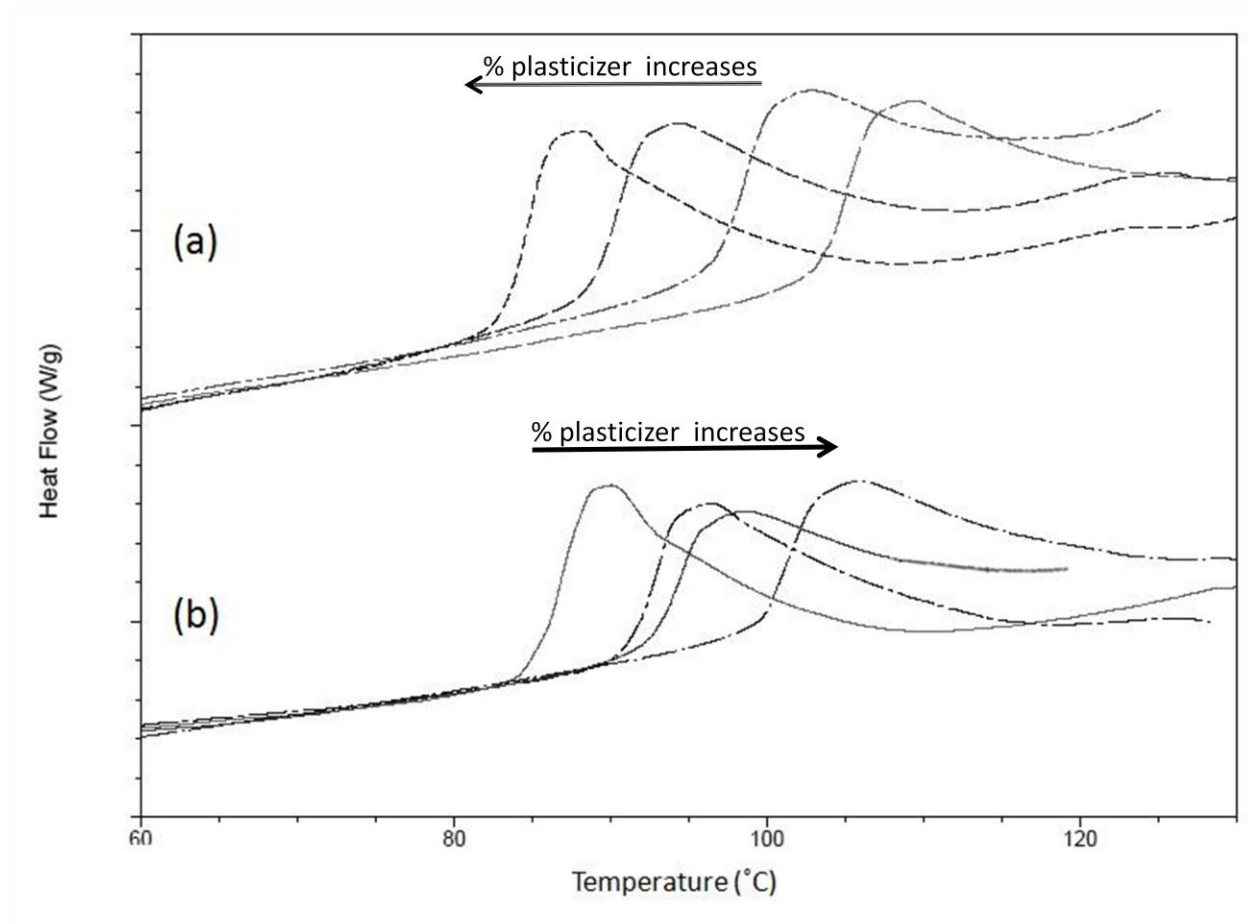 % plasticizer increases
(a)
% plasticizer increases
(b)
Heat Flow (W/g)
60 80 100 120
Temperature (˚C)